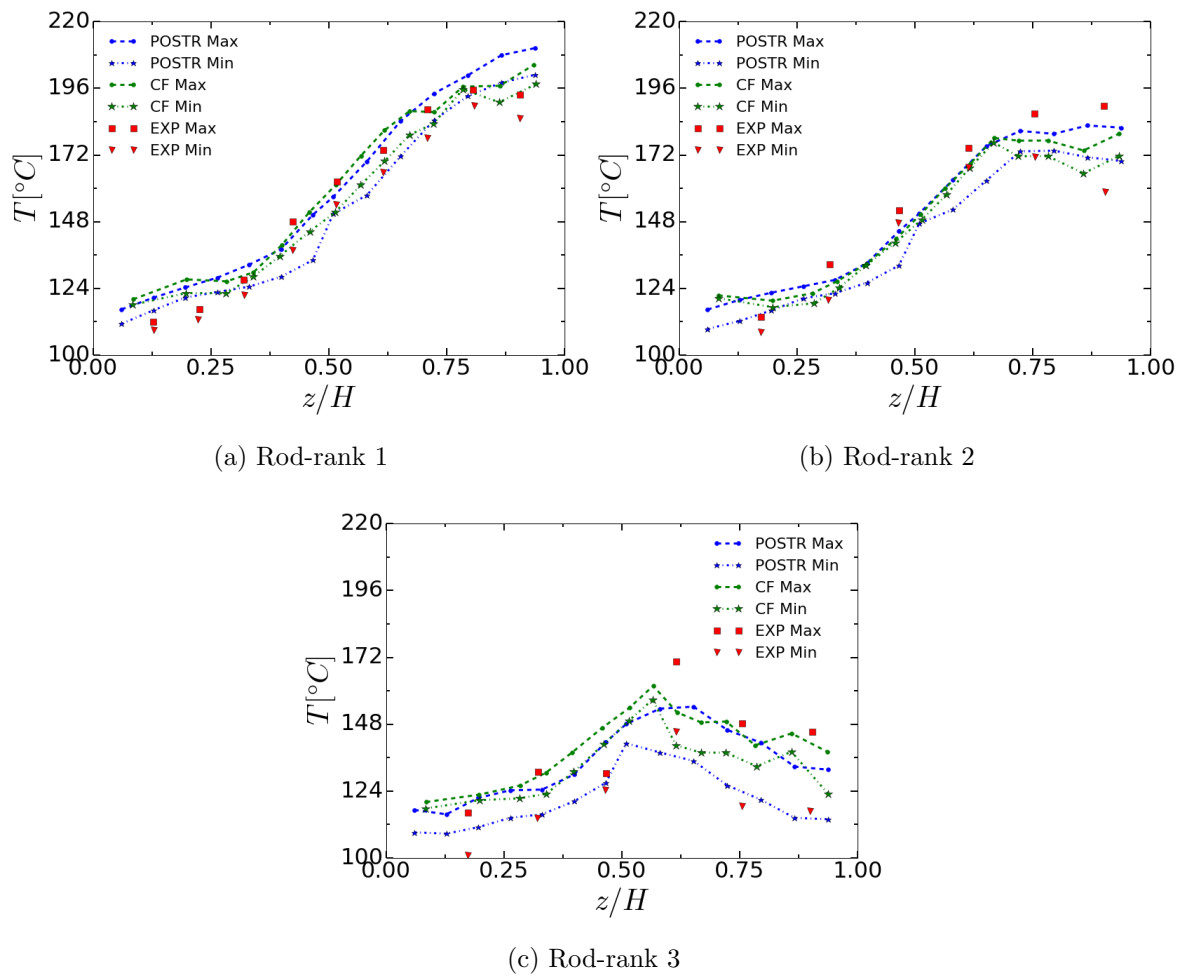 220
196
172
148
124
100
T[°C]
POSTR Max
POSTR Min
CF Max
CF Min
EXP Max
EXP Min
0.00 0.25 0.50 0.75 1.00
z/H
(a) Rod-rank 1
220
196
172
148
124
100
T[°C]
POSTR Max
POSTR Min
CF Max
CF Min
EXP Max
EXP Min
0.00 0.25 0.50 0.75 1.00
z/H
(b) Rod-rank 2
220
196
172
148
124
100
T[°C]
POSTR Max
POSTR Min
CF Max
CF Min
EXP Max
EXP Min
0.00 0.25 0.50 0.75 1.00
z/H
(c) Rod-rank 3